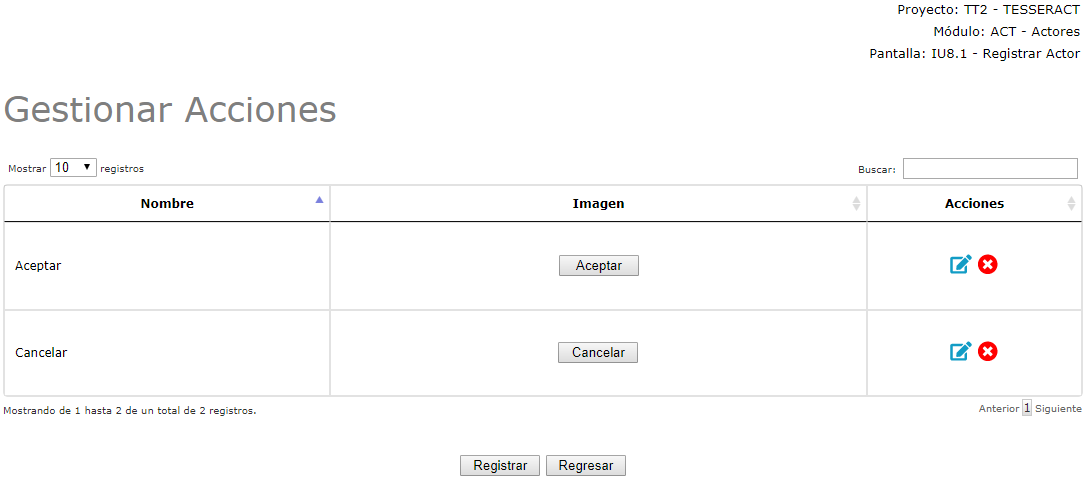 Proyecto: TT2 - TESSERACT
Módulo: ACT - Actores
Pantalla: IU8.1 - Registrar Actor
Gestionar Acciones
Mostrar 10 registros Buscar:
Nombre Imagen Acciones
Aceptar Aceptar
Cancelar Cancelar
Mostrando de 1 hasta 2 de un total de 2 registros. Anterior 1 Siguiente
Registrar Regresar